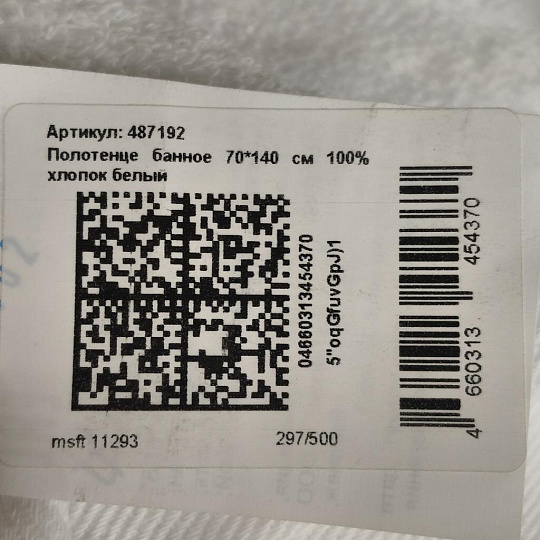 Артикул: 487192
Полотенце банное 70*140 см 100%
хлопок белый
04660313454370
5"oqGfuvGpJ)1
4 660313 454370
msft 11293
297/500